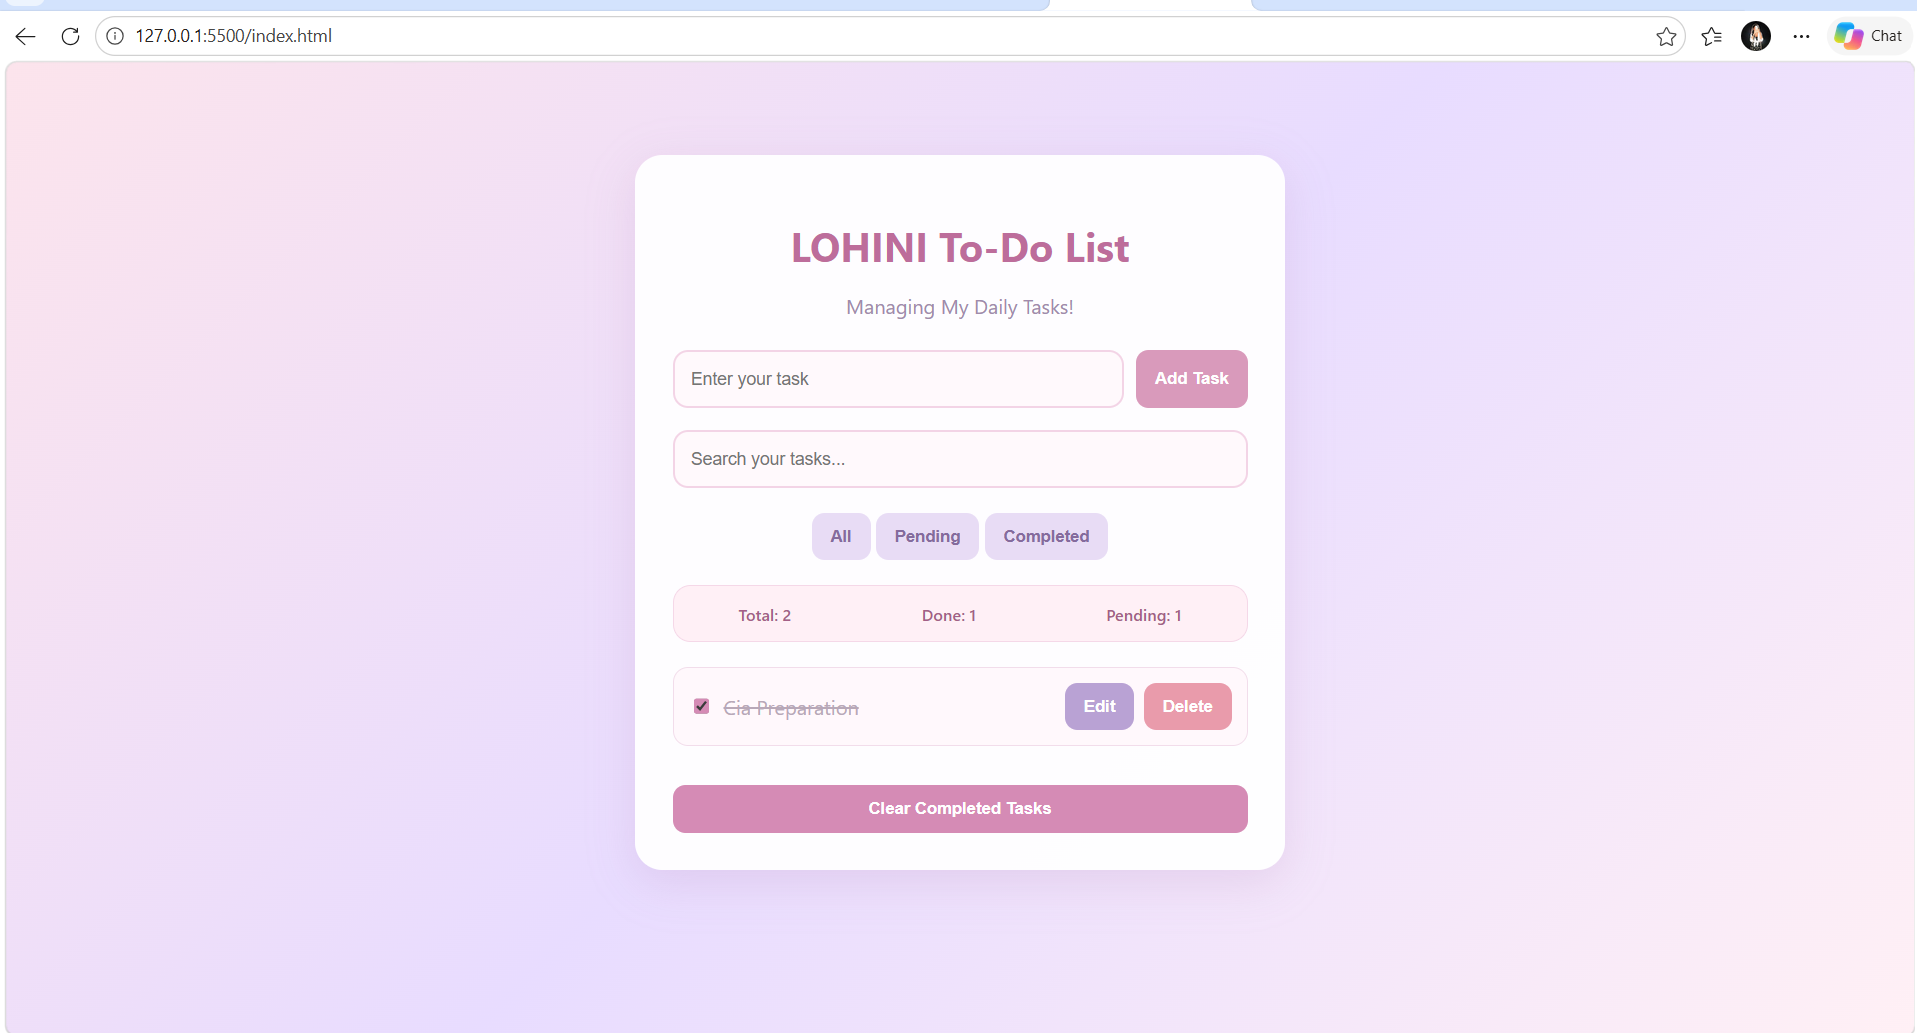 127.0.0.1:5500/index.html
Chat
LOHINI To-Do List
Managing My Daily Tasks!
Enter your task
Add Task
Search your tasks...
All Pending Completed
Total: 2 Done: 1 Pending: 1
Cia Preparation Edit Delete
Clear Completed Tasks